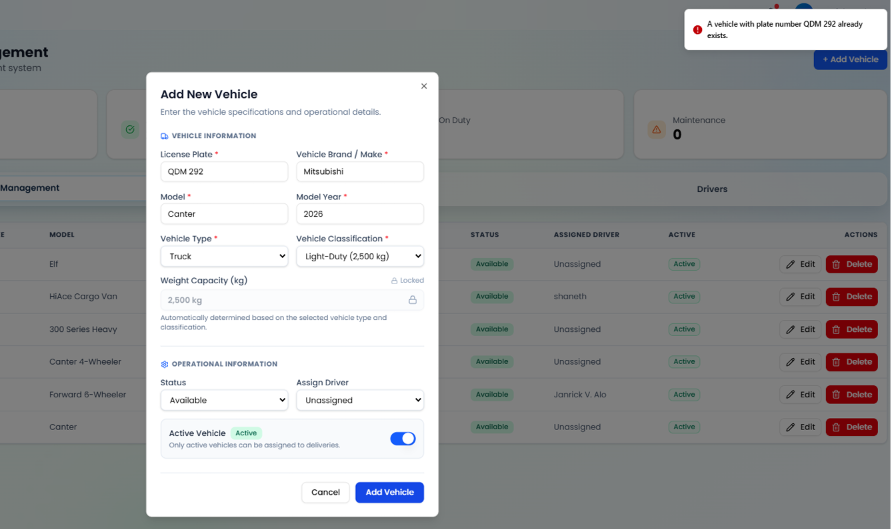 A vehicle with plate number QDM 292 already
exists.
gement
nt system
+ Add Vehicle
On Duty
Maintenance
0
Management
Drivers
E
MODEL
STATUS
ASSIGNED DRIVER
ACTIVE
ACTIONS
Elf
Available
Unassigned
Active
Edit
Delete
HiAce Cargo Van
Available
shaneth
Active
Edit
Delete
300 Series Heavy
Available
Unassigned
Active
Edit
Delete
Canter 4-Wheeler
Available
Unassigned
Active
Edit
Delete
Forward 6-Wheeler
Available
Janrick V. Alo
Active
Edit
Delete
Canter
Available
Unassigned
Active
Edit
Delete
Add New Vehicle
Enter the vehicle specifications and operational details.
VEHICLE INFORMATION
License Plate *
Vehicle Brand / Make *
QDM 292
Mitsubishi
Model *
Model Year *
Canter
2026
Vehicle Type *
Vehicle Classification *
Truck
Light-Duty (2,500 kg)
Weight Capacity (kg)
Locked
2,500 kg
Automatically determined based on the selected vehicle type and
classification.
OPERATIONAL INFORMATION
Status
Assign Driver
Available
Unassigned
Active Vehicle Active
Only active vehicles can be assigned to deliveries.
Cancel
Add Vehicle